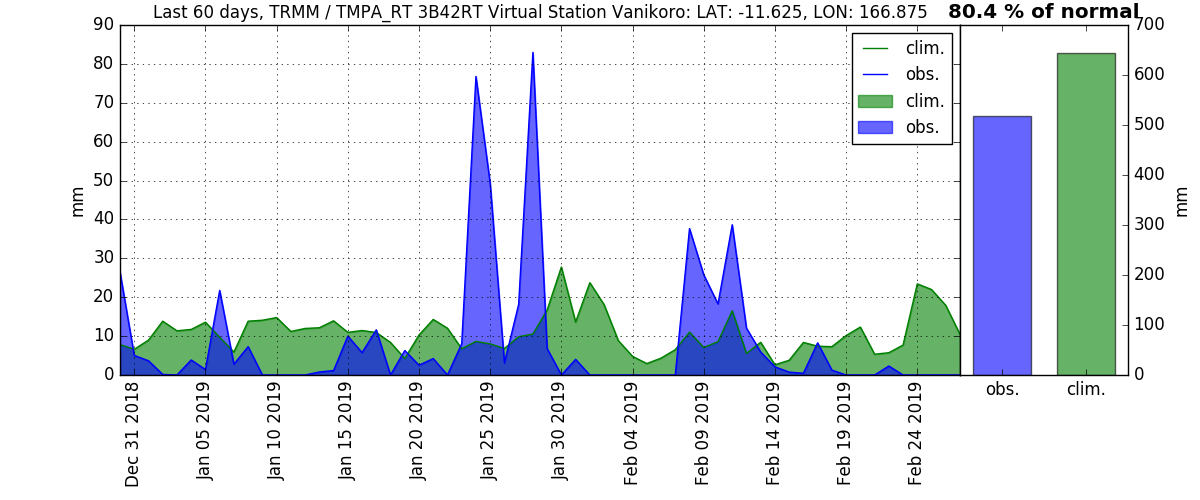 Last 60 days, TRMM / TMPA_RT 3B42RT Virtual Station Vanikoro: LAT: -11.625, LON: 166.875
80.4 % of normal
90
80
70
60
50
40
30
20
10
0
mm
clim.
obs.
clim.
obs.
Dec 31 2018
Jan 05 2019
Jan 10 2019
Jan 15 2019
Jan 20 2019
Jan 25 2019
Jan 30 2019
Feb 04 2019
Feb 09 2019
Feb 14 2019
Feb 19 2019
Feb 24 2019
700
600
500
400
300
200
100
0
mm
obs.
clim.